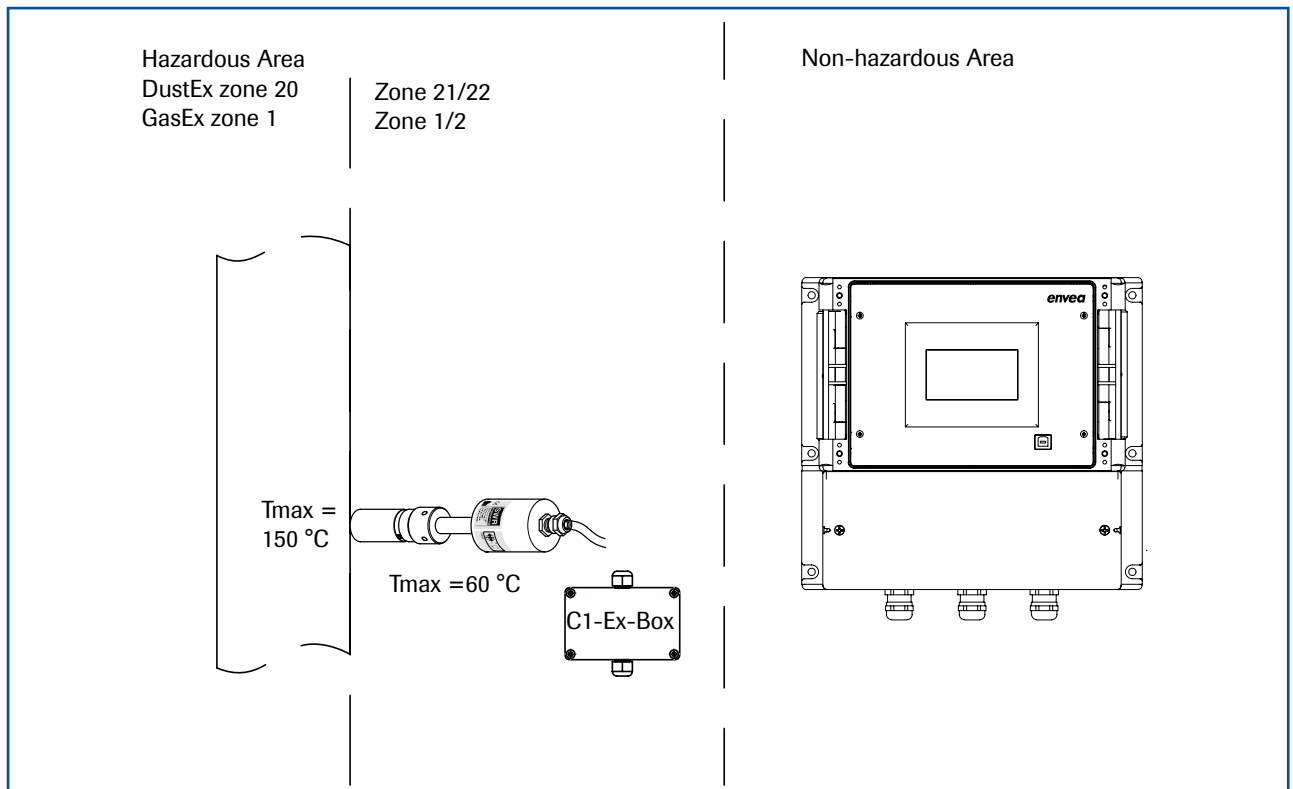 Hazardous Area
DustEx zone 20
GasEx zone 1
Zone 21/22
Zone 1/2
Non-hazardous Area
envea
Tmax =
150 °C
Tmax =60 °C
C1-Ex-Box
SWR